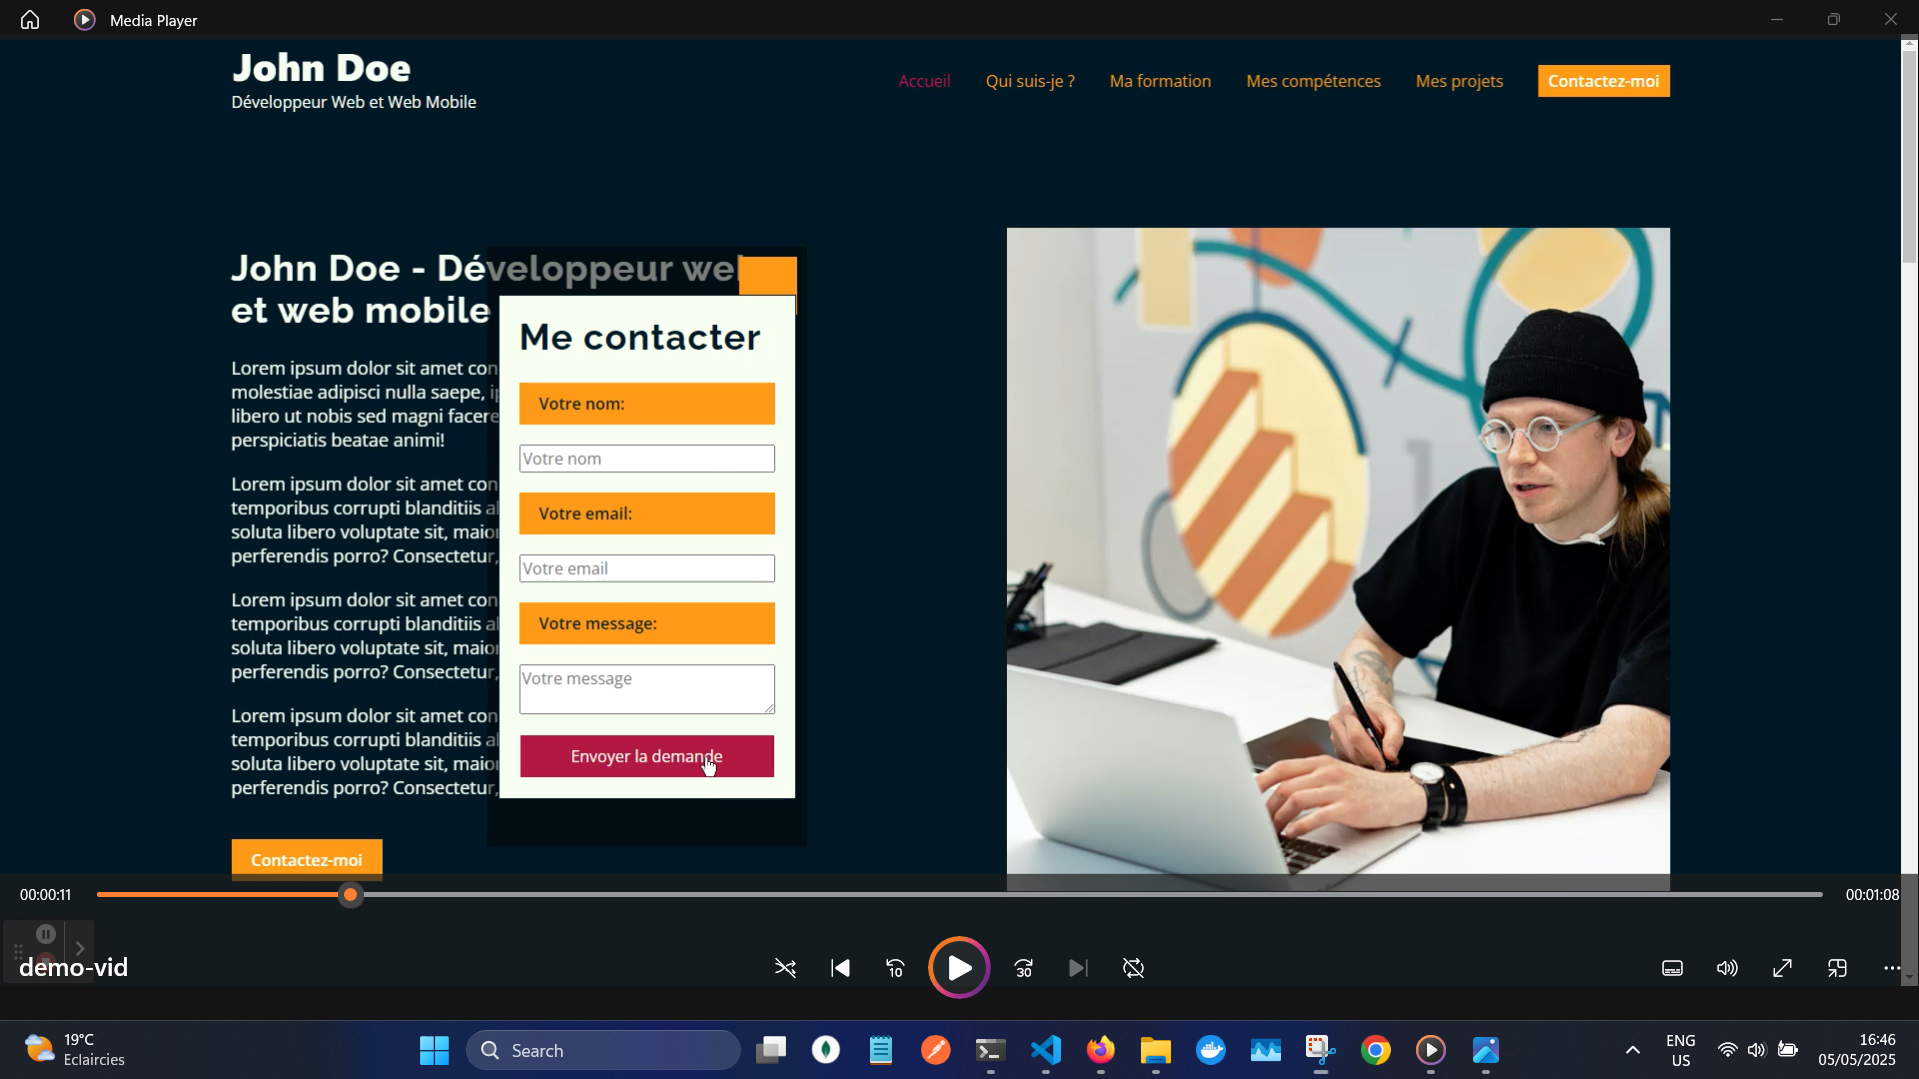 Media Player
John Doe
Développeur Web et Web Mobile
Accueil
Qui suis-je ?
Ma formation
Mes compétences
Mes projets
Contactez-moi
John Doe - Développeur we
et web mobile
Lorem ipsum dolor sit amet con
molestiae adipisci nulla saepe, i
libero ut nobis sed magni facere
perspiciatis beatae animi!
Lorem ipsum dolor sit amet con
temporibus corrupti blanditiis a
soluta libero voluptate sit, maio
perferendis porro? Consectetur,
Lorem ipsum dolor sit amet con
temporibus corrupti blanditiis a
soluta libero voluptate sit, maio
perferendis porro? Consectetur,
Lorem ipsum dolor sit amet con
temporibus corrupti blanditiis a
soluta libero voluptate sit, maio
perferendis porro? Consectetur,
Contactez-moi
Me contacter
Votre nom:
Votre nom
Votre email:
Votre email
Votre message:
Votre message
Envoyer la demande
00:00:11
00:01:08
demo-vid
10
30
19°C
Eclaircies
Search
ENG
US
16:46
05/05/2025